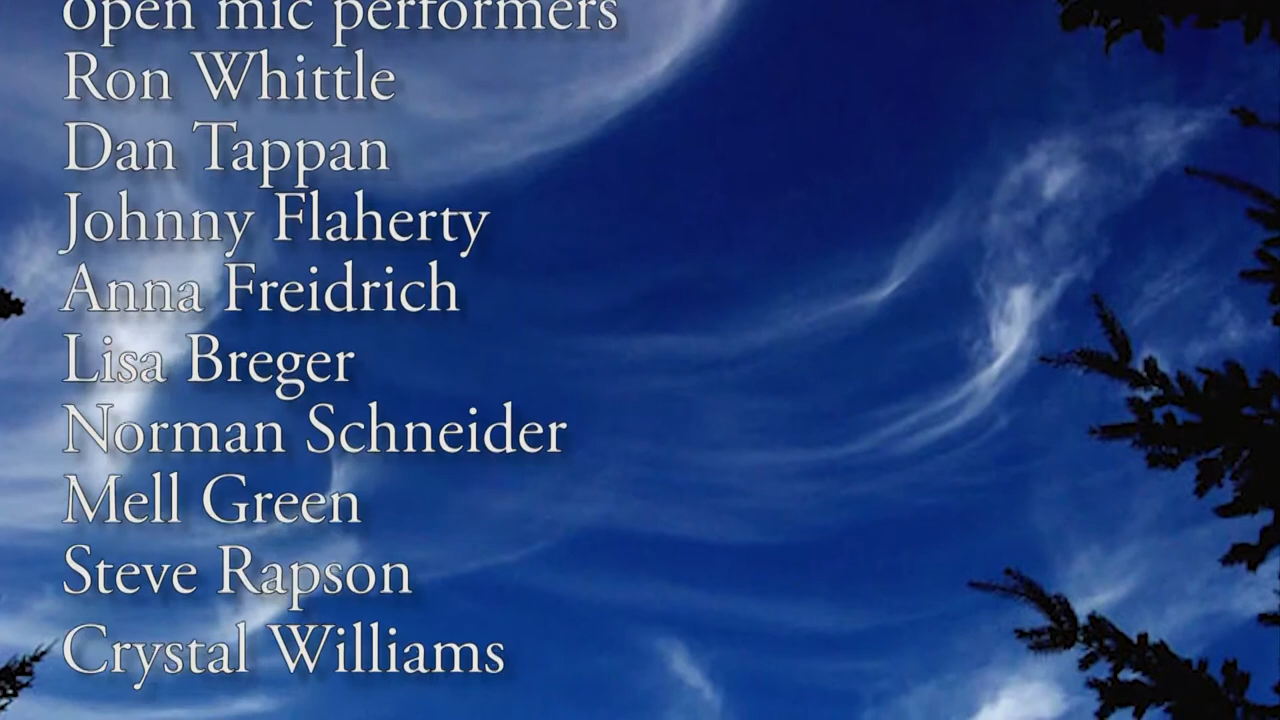 open mic performers
Ron Whittle
Dan Tappan
Johnny Flaherty
Anna Freidrich
Lisa Breger
Norman Schneider
Mell Green
Steve Rapson
Crystal Williams